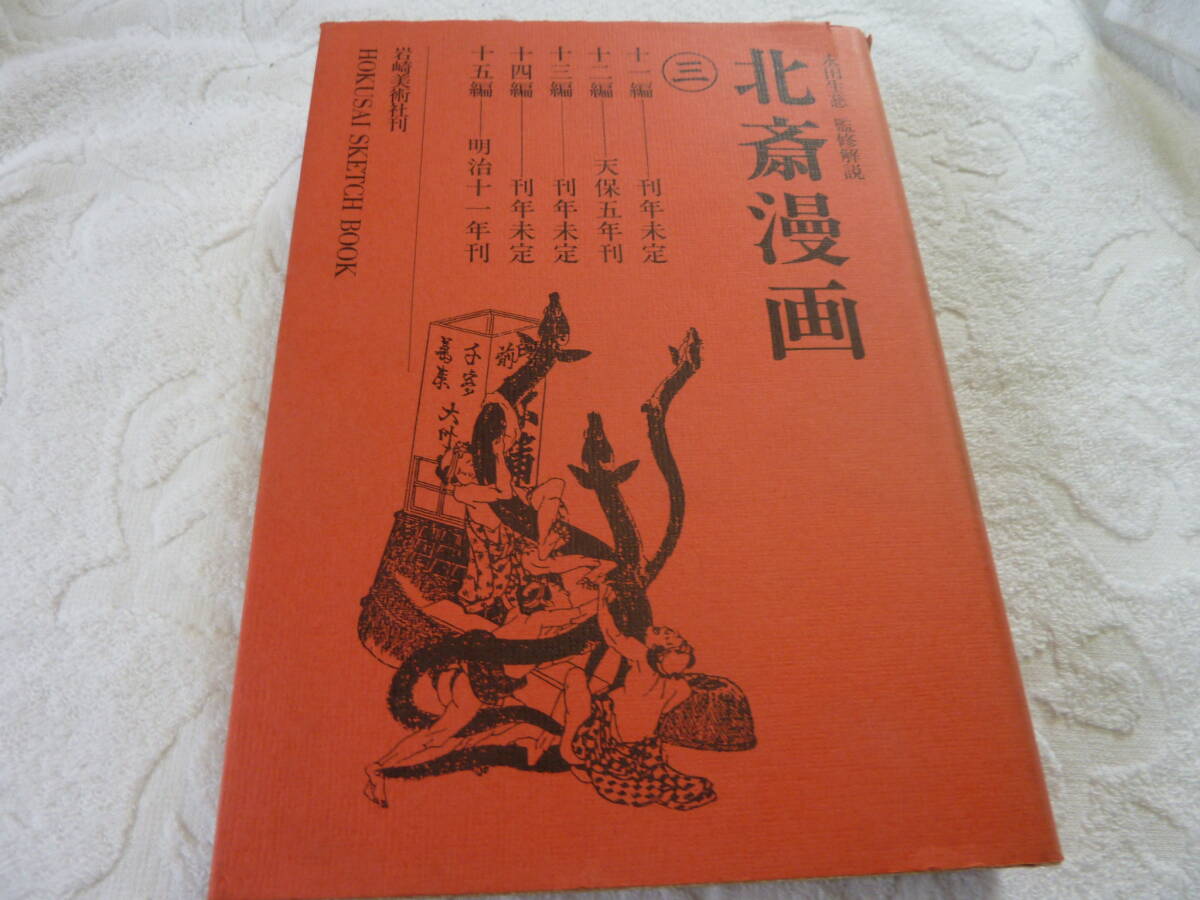 永田生慈 監修解説
北斎漫画
三
十一編——刊年未定
十二編——天保五年刊
十三編——刊年未定
十四編——刊年未定
十五編——明治十一年刊
岩崎美術社刊
HOKUSAI SKETCH BOOK